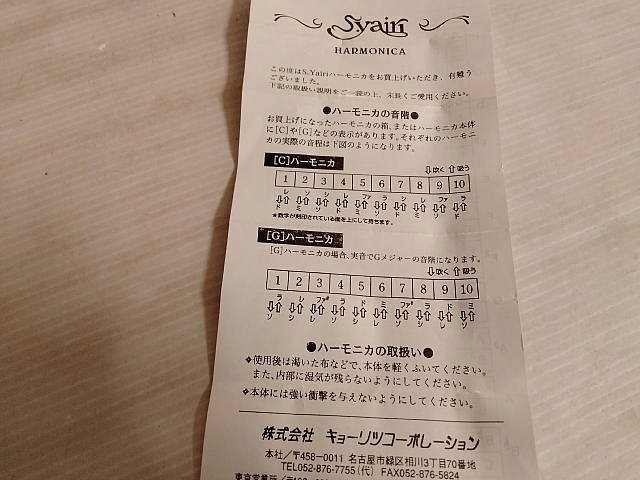 S.yairi
HARMONICA
この度はS.Yairiハーモニカをお買上げいただき、有難う
ございました。
下記の取扱い説明をご一読の上、末長くご愛用ください。
●ハーモニカの音階●
お買上げになったハーモニカの箱、またはハーモニカ本体
に[C]や[G]などの表示があります。それぞれのハーモニ
カの実際の音程は下図のようになります。
[C]ハーモニカ
⇩吹く ⇧吸う
1 2 3 4 5 6 7 8 9 10
レ ソ シ レ ファ ラ シ レ ファ ラ
ド ミ ソ ド ミ ソ ド ミ ソ ド
★数字が刻印されている度を上にして持ちます。
[G]ハーモニカ
[G]ハーモニカの場合、実音でGメジャーの音階になります。
⇩吹く ⇧吸う
1 2 3 4 5 6 7 8 9 10
ラ レ ファ# ラ ド ミ ファ# ラ ド ミ
ソ シ レ ソ シ レ ソ シ レ ソ
●ハーモニカの取扱い●
❖使用後は渇いた布などで、本体を軽くふいてください。
また、内部に湿気が残らないようにしてください。
❖本体には強い衝撃を与えないようにしてください。
株式会社 キョーリツコーポレーション
本社/〒458-0011 名古屋市緑区相川3丁目70番地
TEL052-876-7755(代) FAX052-876-5824
東京営業所/〒